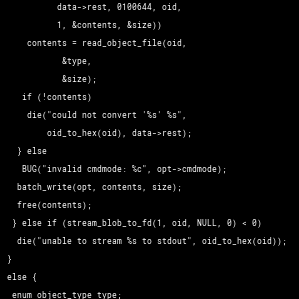 data->rest, 0100644, oid,
1, &contents, &size))
contents = read_object_file(oid,
&type,
&size);
if (!contents)
die("could not convert '%s' %s",
oid_to_hex(oid), data->rest);
} else
BUG("invalid cmdmode: %c", opt->cmdmode);
batch_write(opt, contents, size);
free(contents);
} else if (stream_blob_to_fd(1, oid, NULL, 0) < 0)
die("unable to stream %s to stdout", oid_to_hex(oid));
}
else {
enum object_type type;